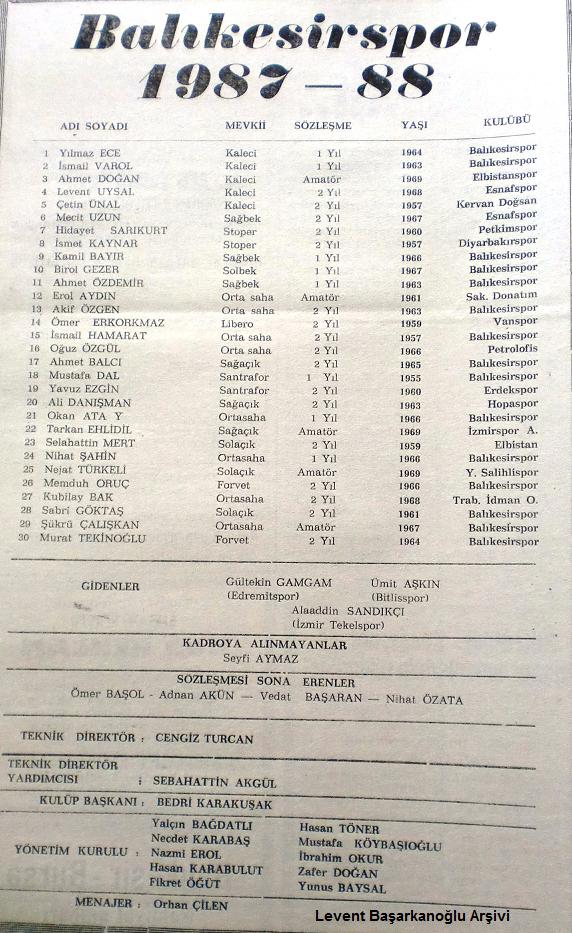 Balıkesirspor
1987 — 88
ADI SOYADI MEVKİİ SÖZLEŞME YAŞI KULÜBÜ
1 Yılmaz ECE Kaleci 1 Yıl 1964 Balıkesirspor
2 İsmail VAROL Kaleci 1 Yıl 1963 Balıkesirspor
3 Ahmet DOĞAN Kaleci Amatör 1969 Elbistanspor
4 Levent UYSAL Kaleci 2 Yıl 1968 Esnafspor
5 Çetin ÜNAL Kaleci 2 Yıl 1957 Kervan Doğsan
6 Mecit UZUN Sağbek 2 Yıl 1967 Esnafspor
7 Hidayet SARIKURT Stoper 2 Yıl 1960 Petkimspor
8 İsmet KAYNAR Stoper 2 Yıl 1957 Diyarbakırspor
9 Kamil BAYIR Sağbek 1 Yıl 1966 Balıkesirspor
10 Birol GEZER Solbek 1 Yıl 1967 Balıkesirspor
11 Ahmet ÖZDEMİR Sağbek 1 Yıl 1963 Balıkesirspor
12 Erol AYDIN Orta saha Amatör 1961 Sak. Donatım
13 Akif ÖZGEN Orta saha 2 Yıl 1963 Balıkesirspor
14 Ömer ERKORKMAZ Libero 2 Yıl 1959 Vanspor
15 İsmail HAMARAT Orta saha 2 Yıl 1957 Balıkesirspor
16 Oğuz ÖZGÜL Orta saha 2 Yıl 1966 Petrolofis
17 Ahmet BALCI Sağaçık 2 Yıl 1965 Balıkesirspor
18 Mustafa DAL Santrafor 1 Yıl 1955 Balıkesirspor
19 Yavuz EZGİN Santrafor 2 Yıl 1960 Erdekspor
20 Ali DANIŞMAN Sağaçık 2 Yıl 1963 Hopaspor
21 Okan ATA Y Ortasaha 1 Yıl 1966 Balıkesirspor
22 Tarkan EHLİDİL Sağaçık Amatör 1969 İzmirspor A.
23 Selahattin MERT Solaçık 2 Yıl 1959 Elbistan
24 Nihat ŞAHİN Ortasaha 1 Yıl 1966 Balıkesirspor
25 Nejat TÜRKELİ Solaçık Amatör 1969 Y. Salihlispor
26 Memduh ORUÇ Forvet 2 Yıl 1966 Balıkesirspor
27 Kubilay BAK Ortasaha 2 Yıl 1968 Trab. İdman O.
28 Sabri GÖKTAŞ Solaçık 2 Yıl 1961 Balıkesirspor
29 Şükrü ÇALIŞKAN Ortasaha Amatör 1967 Balıkesirspor
30 Murat TEKİNOĞLU Forvet 2 Yıl 1964 Balıkesirspor
GİDENLER Gültekin GAMGAM Ümit AŞKIN
(Edremitspor) (Bitlisspor)
Alaaddin SANDIKÇI
(İzmir Tekelspor)
KADROYA ALINMAYANLAR
Seyfi AYMAZ
SÖZLEŞMESİ SONA ERENLER
Ömer BAŞOL - Adnan AKÜN — Vedat BAŞARAN — Nihat ÖZATA
TEKNİK DİREKTÖR : CENGİZ TURCAN
TEKNİK DİREKTÖR
YARDIMCISI : SEBAHATTİN AKGÜL
KULÜP BAŞKANI : BEDRİ KARAKUŞAK
YÖNETİM KURULU :
Yalçın BAĞDATLI Hasan TÖNER
Necdet KARABAŞ Mustafa KÖYBAŞIOĞLU
Nazmi EROL İbrahim OKUR
Hasan KARABULUT Zafer DOĞAN
Fikret ÖĞÜT Yunus BAYSAL
MENAJER : Orhan ÇİLEN
Levent Başarkanoğlu Arşivi